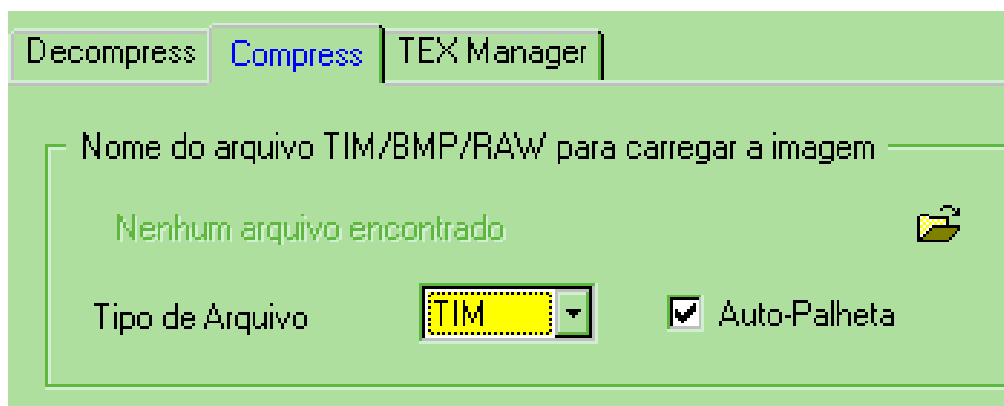 Decompress Compress TEX Manager
Nome do arquivo TIM/BMP/RAW para carregar a imagem
Nenhum arquivo encontrado
Tipo de Arquivo TIM Auto-Palheta